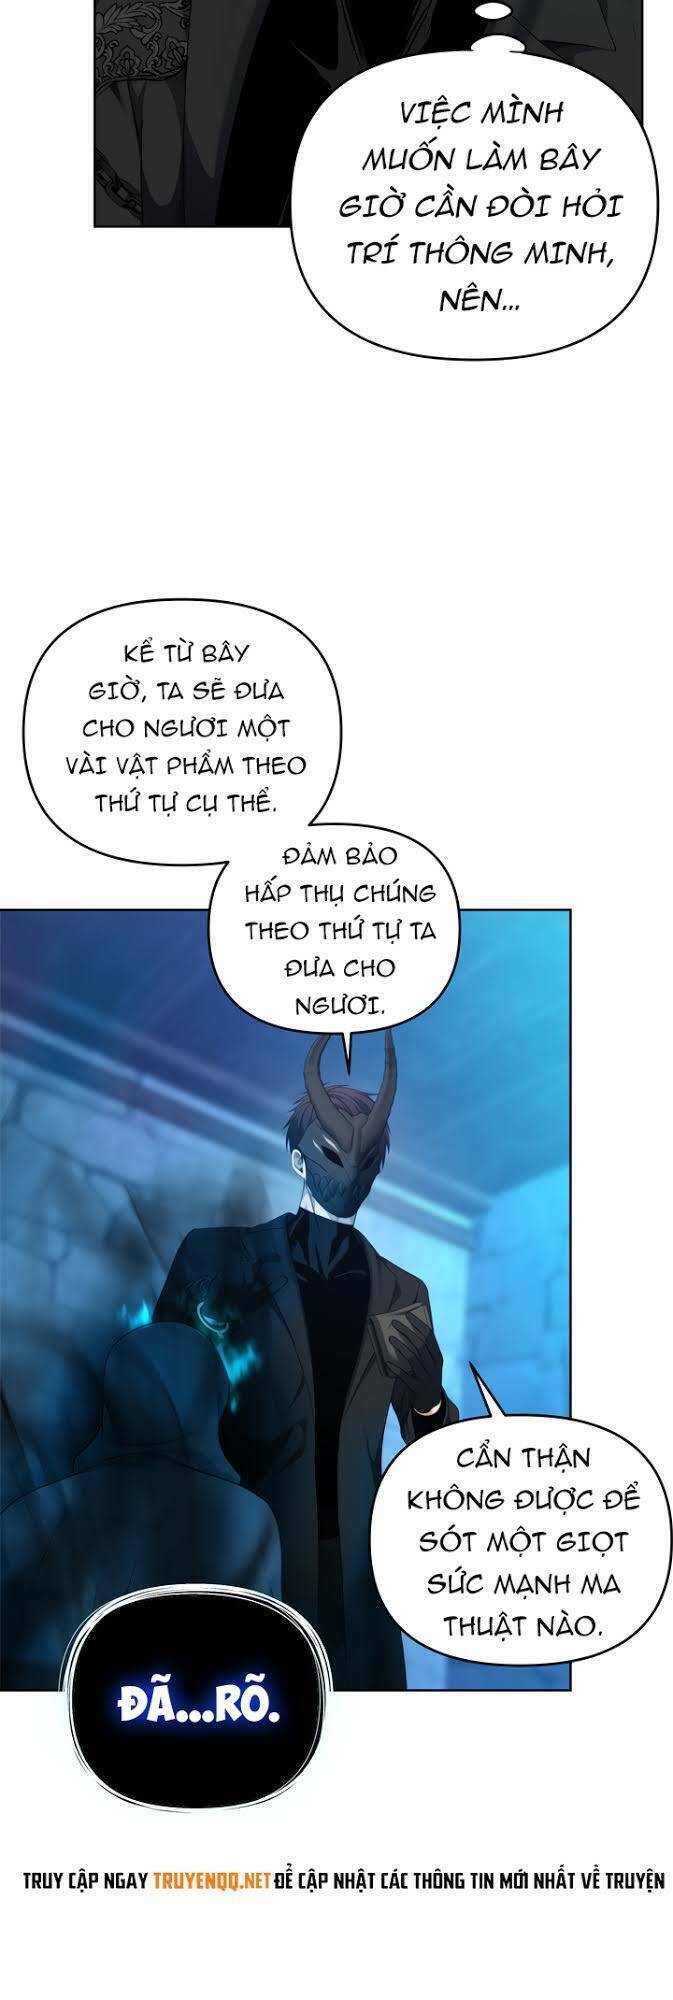 VIỆC MÌNH
MUỐN LÀM BÂY
GIỜ CẦN ĐÒI HỎI
TRÍ THÔNG MINH,
NÊN...
KỂ TỪ BÂY
GIỜ, TA SẼ ĐƯA
CHO NGƯƠI MỘT
VÀI VẬT PHẨM THEO
THỨ TỰ CỤ THỂ.
ĐẢM BẢO
HẤP THỤ CHÚNG
THEO THỨ TỰ TA
ĐƯA CHO
NGƯƠI.
CẨN THẬN
KHÔNG ĐƯỢC ĐỂ
SÓT MỘT GIỌT
SỨC MẠNH MA
THUẬT NÀO.
ĐÃ...RÕ.
TRUY CẬP NGAY TRUYENQQ.NET ĐỂ CẬP NHẬT CÁC THÔNG TIN MỚI NHẤT VỀ TRUYỆN